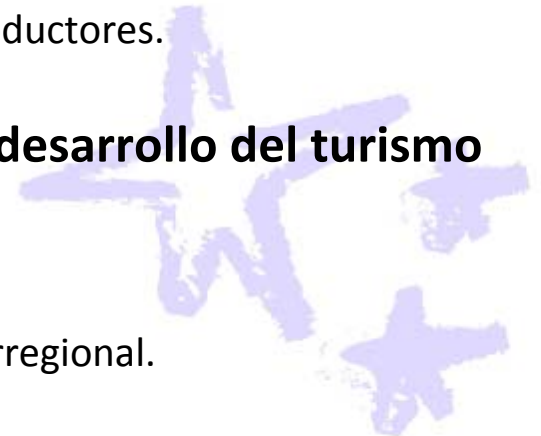 ductores.
desarrollo del turismo
rregional.